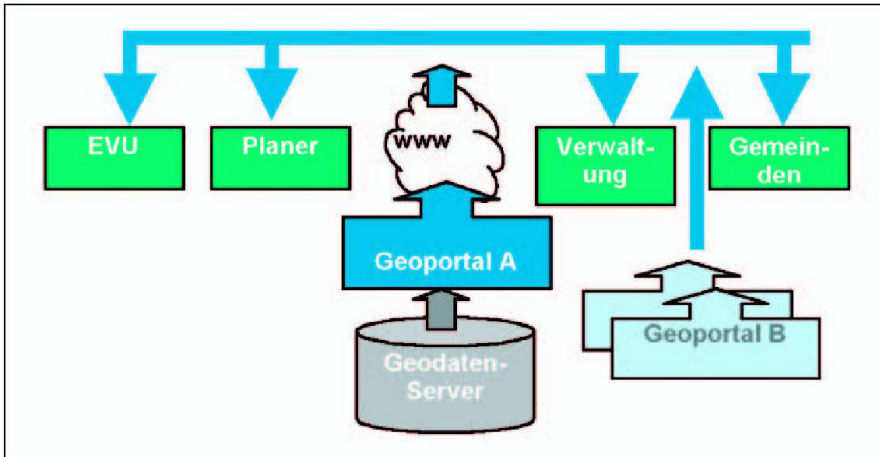 EVU
Planer
www
Verwalt-
ung
Gemein-
den
Geoportal A
Geoportal B
Geodaten-
Server